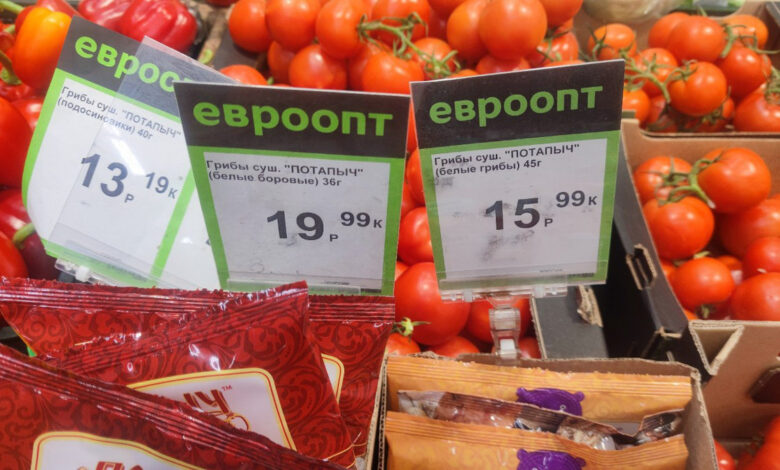 евроопт
Грибы суш. "ПОТАПЫЧ"
(подосиновики) 40г
13 Р 19 К
евроопт
Грибы суш. "ПОТАПЫЧ"
(белые боровые) 36г
19 Р 99 К
евроопт
Грибы суш. "ПОТАПЫЧ"
(белые грибы) 45г
15 Р 99 К